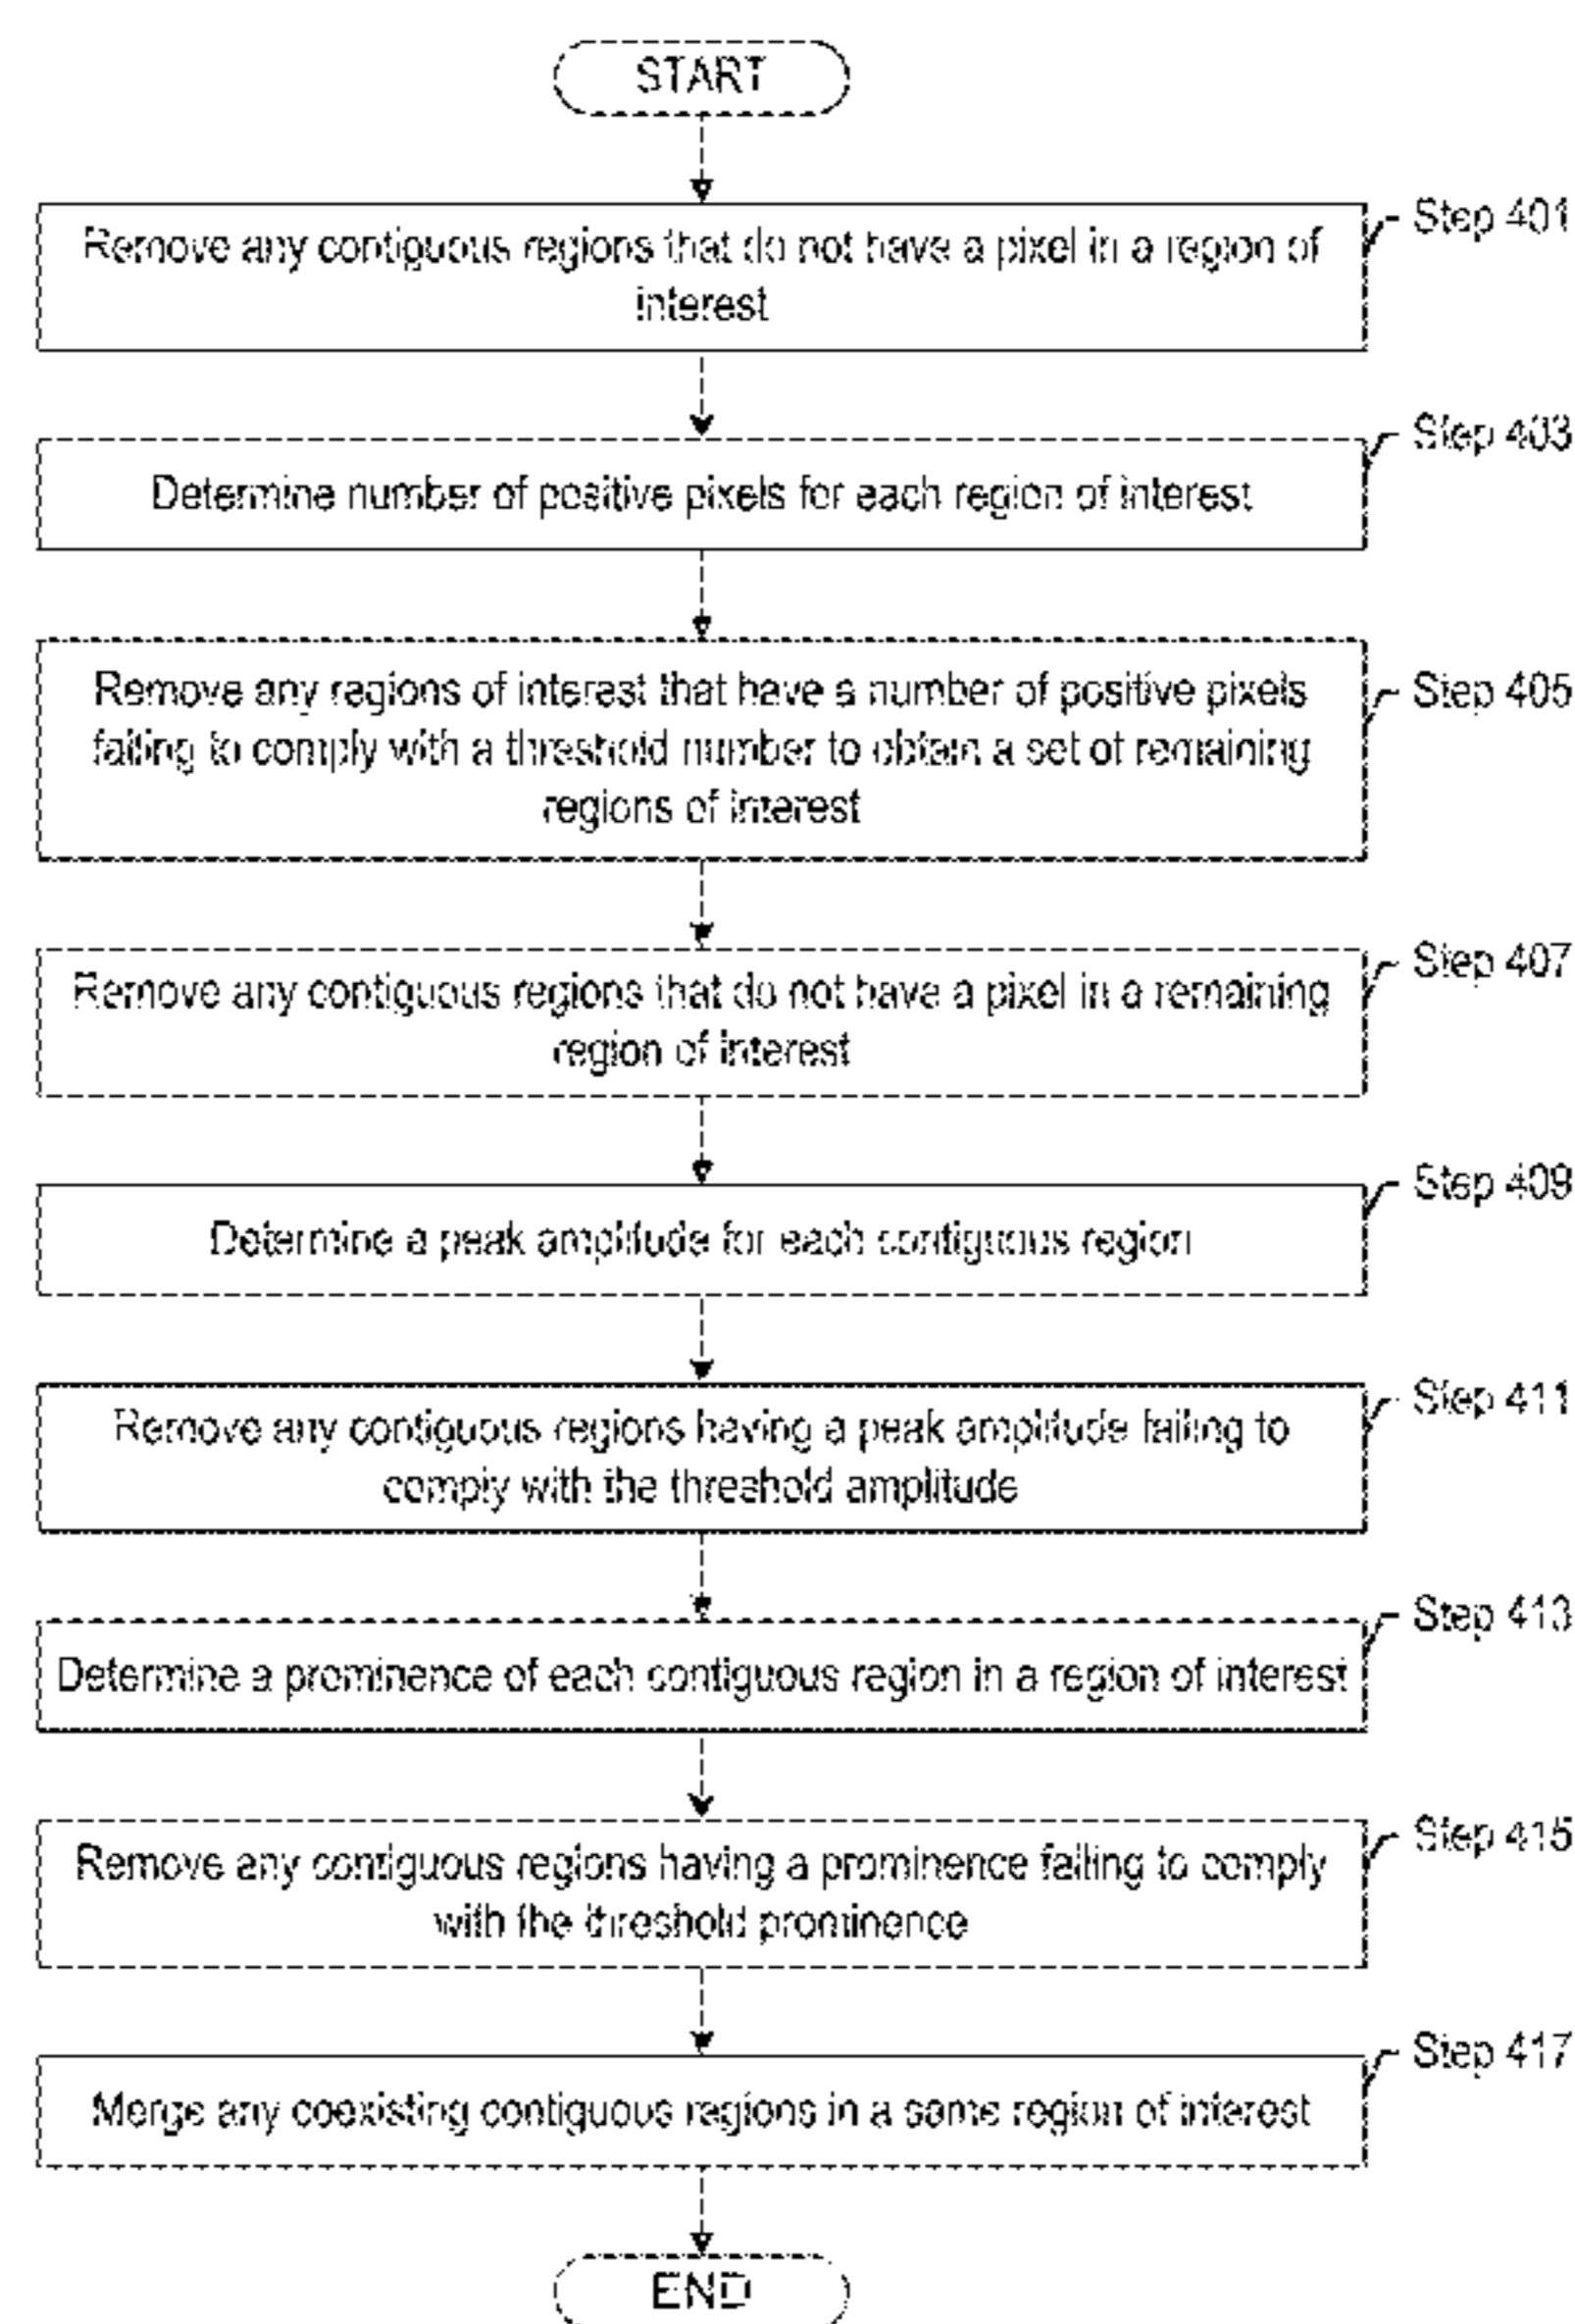 START
Step 401
Remove any contiguous regions that do not have a pixel in a region of
interest
Step 403
Determine number of positive pixels for each region of interest
Step 405
Remove any regions of interest that have a number of positive pixels
failing to comply with a threshold number to obtain a set of remaining
regions of interest
Step 407
Remove any contiguous regions that do not have a pixel in a remaining
region of interest
Step 409
Determine a peak amplitude for each contiguous region
Step 411
Remove any contiguous regions having a peak amplitude failing to
comply with the threshold amplitude
Step 413
Determine a prominence of each contiguous region in a region of interest
Step 415
Remove any contiguous regions having a prominence failing to comply
with the threshold prominence
Step 417
Merge any coexisting contiguous regions in a same region of interest
END